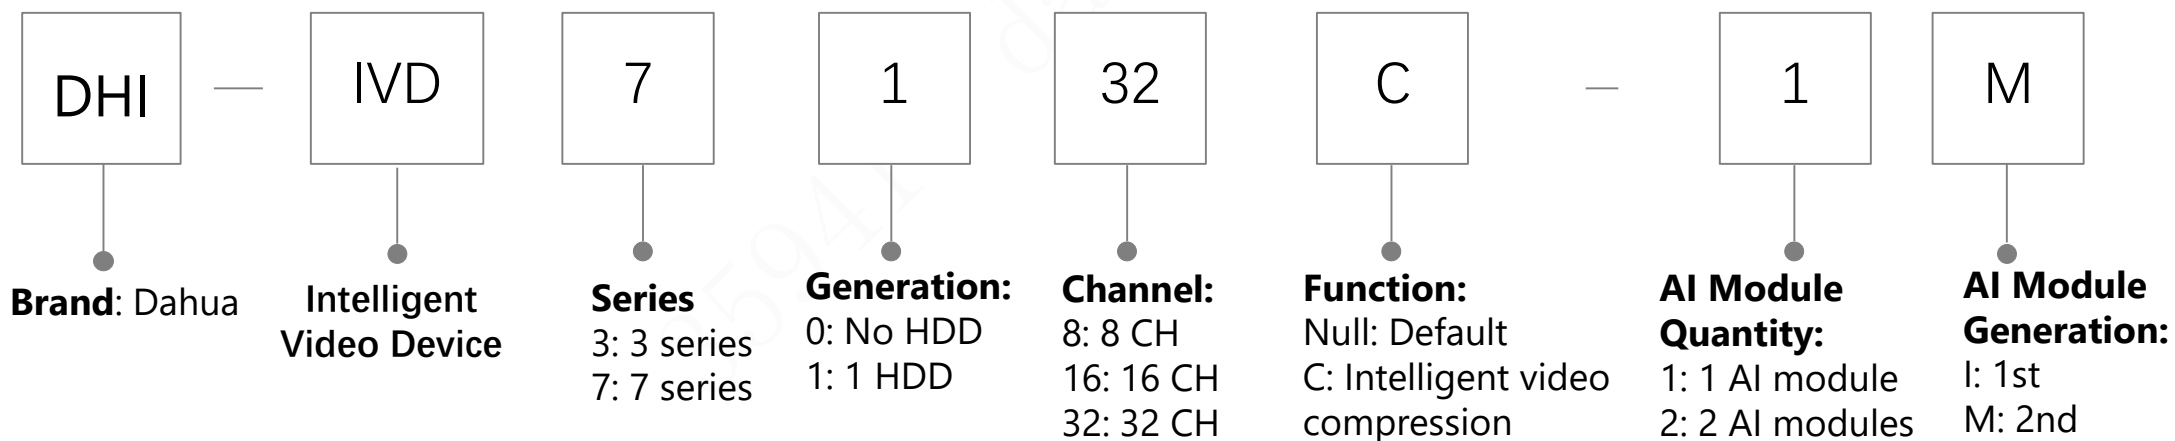 DHI — IVD 7 1 32 C – 1 M
Brand: Dahua
Intelligent
Video Device
Series
3: 3 series
7: 7 series
Generation:
0: No HDD
1: 1 HDD
Channel:
8: 8 CH
16: 16 CH
32: 32 CH
Function:
Null: Default
C: Intelligent video
compression
AI Module
Quantity:
1: 1 AI module
2: 2 AI modules
AI Module
Generation:
I: 1st
M: 2nd